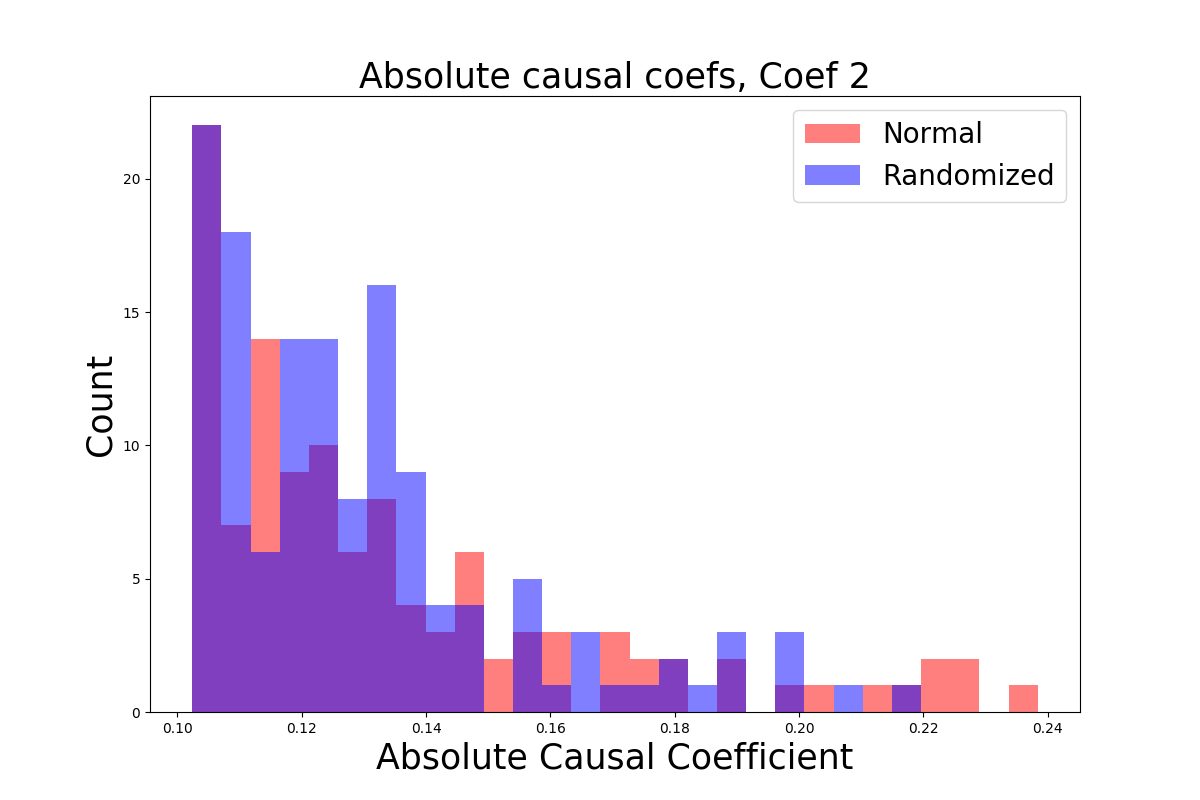 Absolute causal coefs, Coef 2
Normal
Randomized
Count
20
15
10
5
0
0.10 0.12 0.14 0.16 0.18 0.20 0.22 0.24
Absolute Causal Coefficient